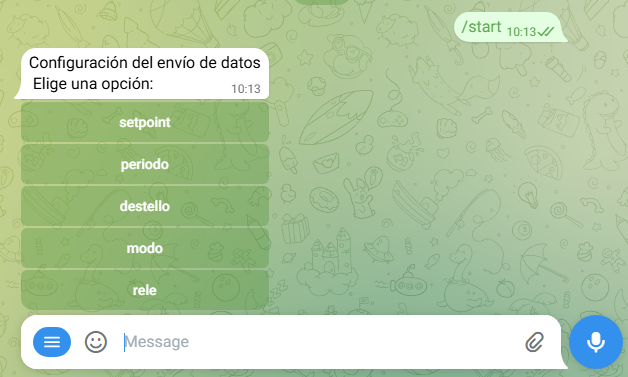 /start 10:13
Configuración del envío de datos
Elige una opción:
10:13
setpoint
periodo
destello
modo
rele
Message